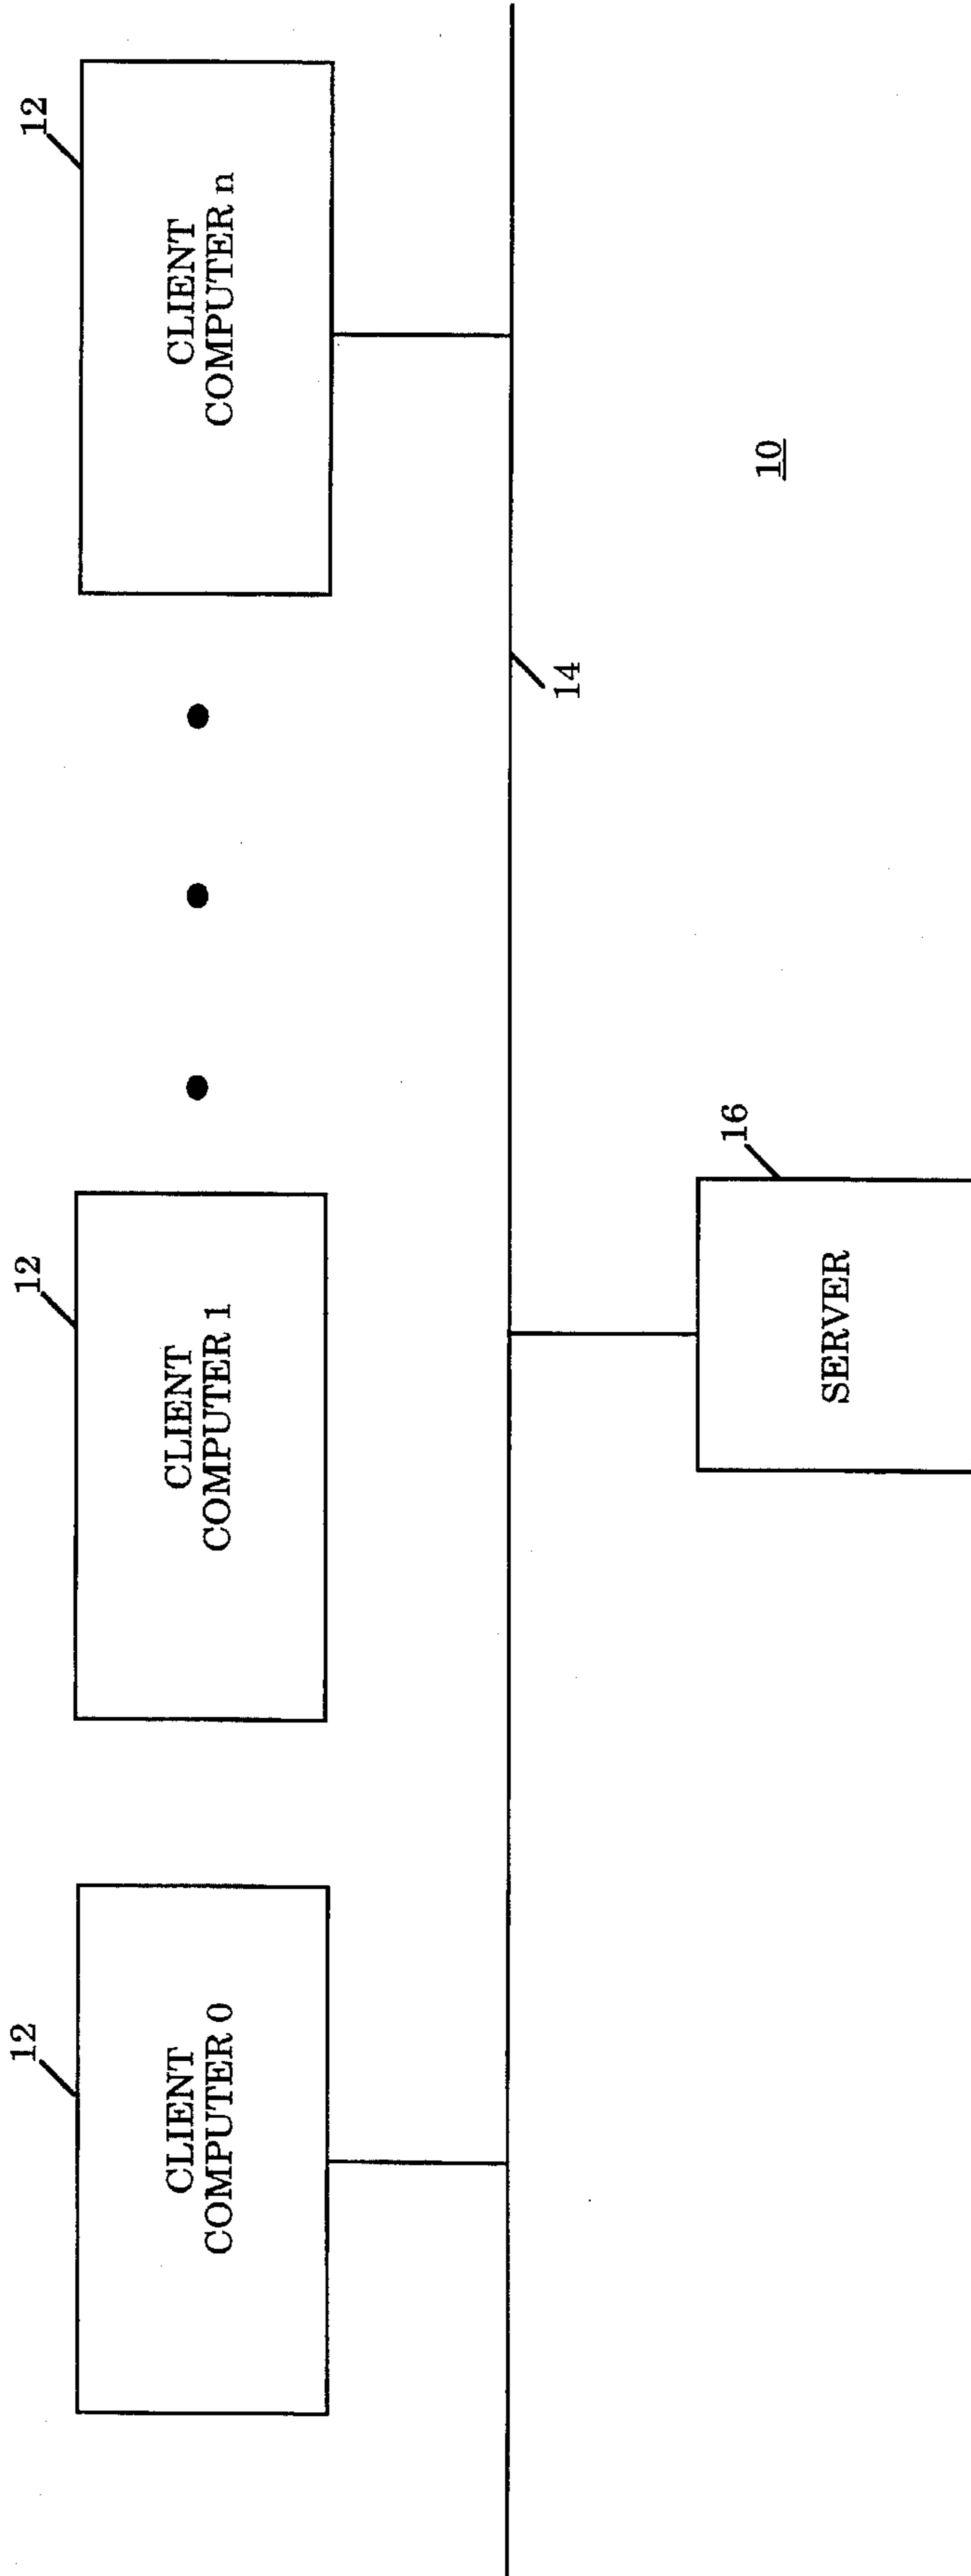 12
CLIENT
COMPUTER 0
12
CLIENT
COMPUTER 1
12
CLIENT
COMPUTER n
14
16
SERVER
10